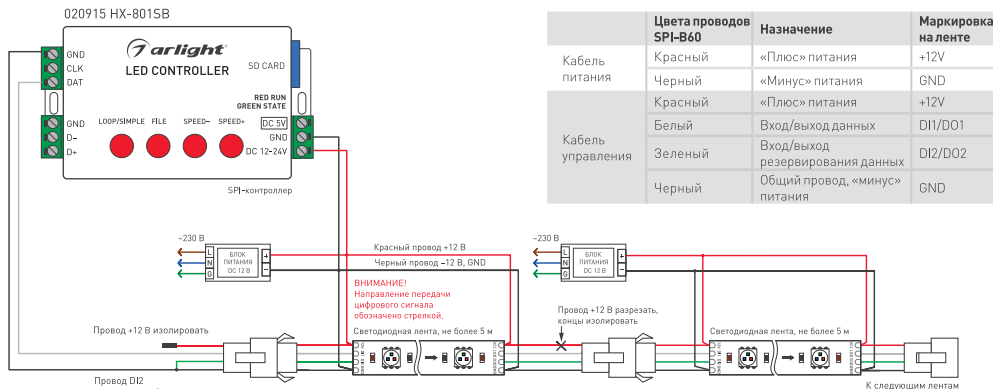 020915 HX-801SB
GND
CLK
DAT
arlight®
LED CONTROLLER
SD CARD
RED RUN
GREEN STATE
LOOP/SIMPLE FILE SPEED– SPEED+
DC 5V
GND
DC 12–24V
GND
D–
D+
SPI-контроллер
Цвета проводов SPI–B60
Назначение
Маркировка на ленте
Кабель питания
Красный «Плюс» питания +12V
Черный «Минус» питания GND
Кабель управления
Красный «Плюс» питания +12V
Белый Вход/выход данных DI1/DO1
Зеленый Вход/выход резервирования данных DI2/DO2
Черный Общий провод, «минус» питания GND
~230 В
L
N
G
БЛОК
ПИТАНИЯ
DC 12 В
+
–
Красный провод +12 В
Черный провод –12 В, GND
~230 В
L
N
G
БЛОК
ПИТАНИЯ
DC 12 В
+
–
ВНИМАНИЕ!
Направление передачи
цифрового сигнала
обозначено стрелкой.
Провод +12 В разрезать,
концы изолировать
Провод +12 В изолировать
Светодиодная лента, не более 5 м
Светодиодная лента, не более 5 м
Провод DI2
К следующим лентам